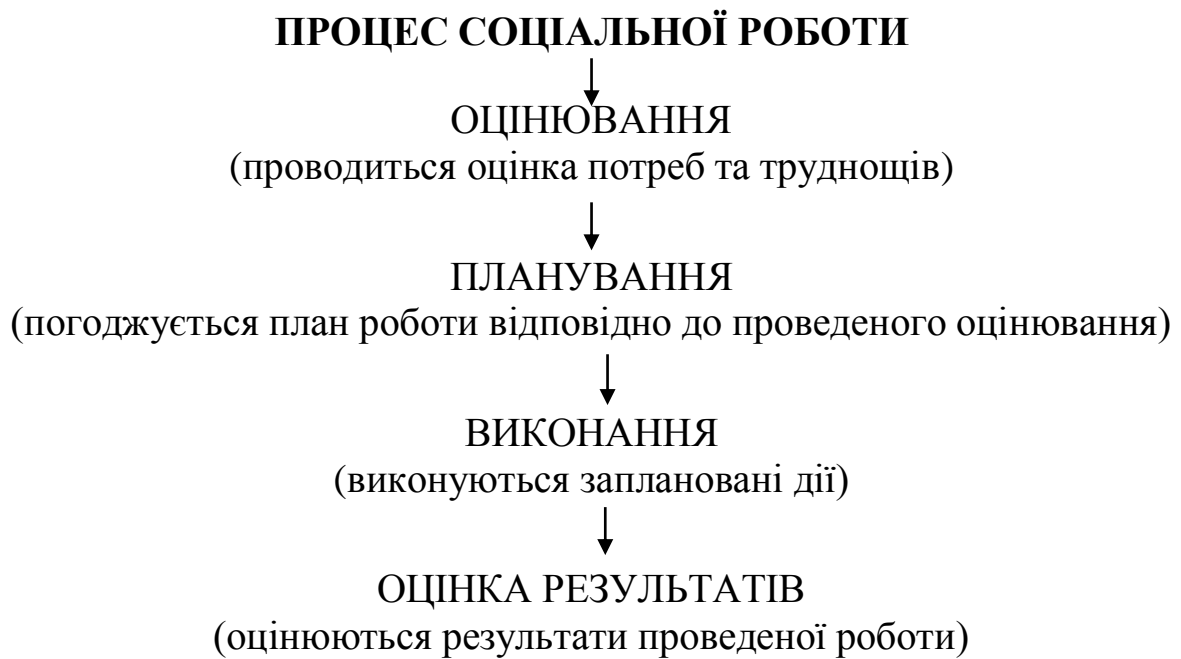 ПРОЦЕС СОЦІАЛЬНОЇ РОБОТИ
ОЦІНЮВАННЯ
(проводиться оцінка потреб та труднощів)
ПЛАНУВАННЯ
(погоджується план роботи відповідно до проведеного оцінювання)
ВИКОНАННЯ
(виконуються заплановані дії)
ОЦІНКА РЕЗУЛЬТАТІВ
(оцінюються результати проведеної роботи)